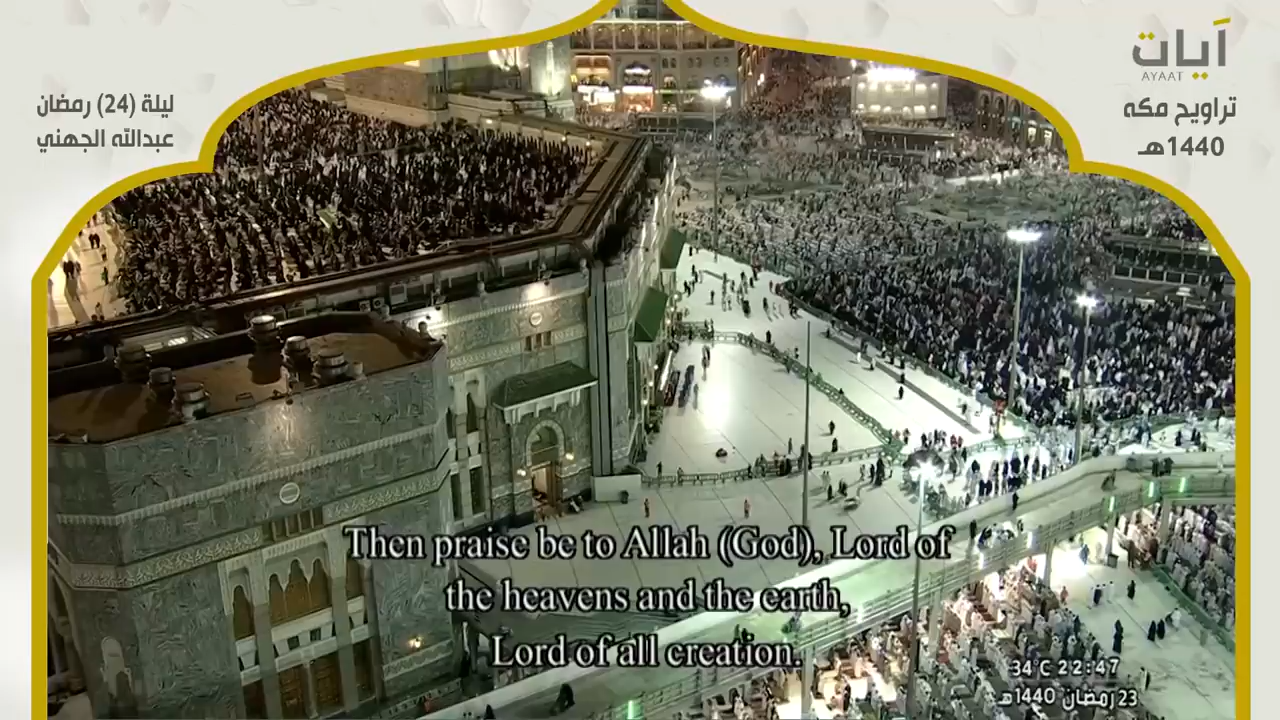 آيات
AYAAT
تراويح مكه
1440هـ
ليلة (24) رمضان
عبدالله الجهني
Then praise be to Allah (God), Lord of
the heavens and the earth,
Lord of all creation.
34°C 22:47
23 رمضان 1440هـ